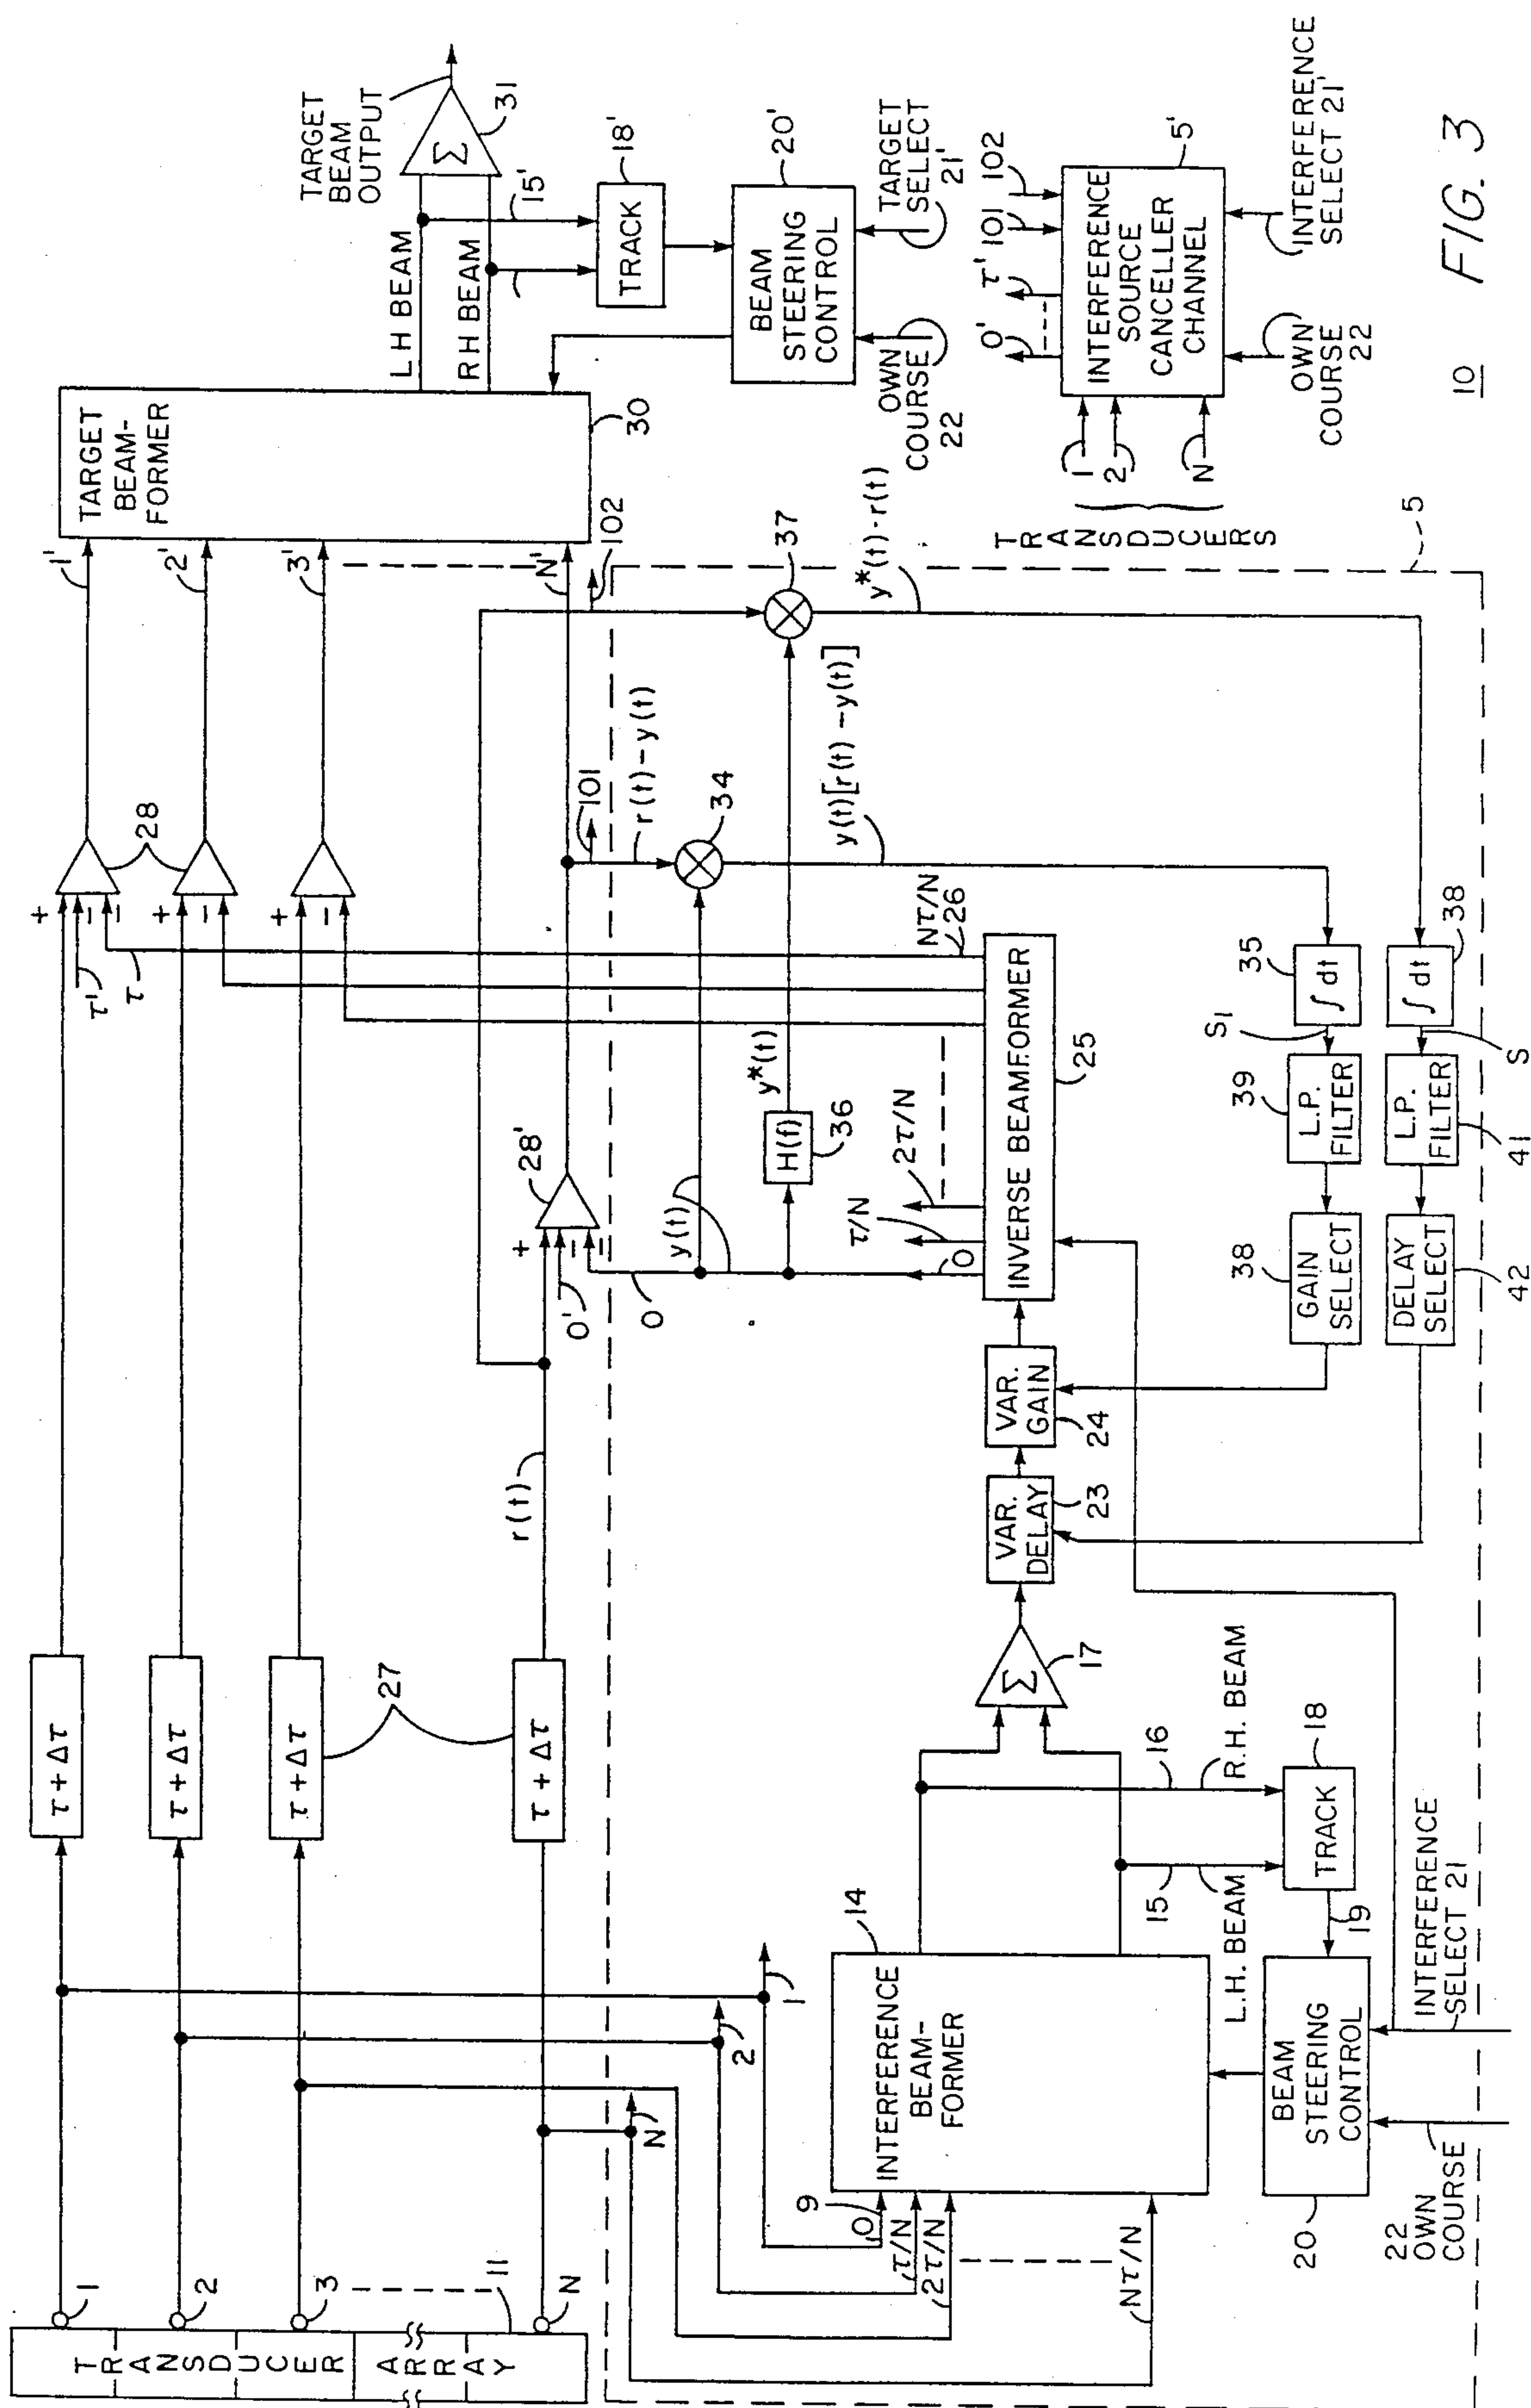 TRANSDUCER ARRAY
1
2
3
11
N
τ + Δτ
τ + Δτ
τ + Δτ
27
τ + Δτ
r(t)
+
τ'
−
τ
−
+
−
+
−
28
1'
2'
3'
N'
TARGET
BEAM-
FORMER
30
LH BEAM
RH BEAM
TARGET
BEAM
OUTPUT
Σ
31
15'
TRACK
18'
BEAM
STEERING
CONTROL
20'
OWN
COURSE
22
TARGET
SELECT
21'
+
0'
−
−
0
28'
101
r(t)−y(t)
102
y(t)
34
37
H(f)
36
y*(t)
y(t)[r(t)−y(t)]
y*(t)·r(t)
1
2
N
9
0
τ/N
2τ/N
Nτ/N
INTERFERENCE
BEAM-
FORMER
14
Σ
17
VAR.
DELAY
23
VAR.
GAIN
24
0
τ/N
2τ/N
Nτ/N
26
INVERSE BEAMFORMER
25
15
L.H. BEAM
16
R.H. BEAM
TRACK
18
19
BEAM
STEERING
CONTROL
20
22
OWN
COURSE
INTERFERENCE
SELECT 21
38
GAIN
SELECT
39
L.P.
FILTER
S1
35
∫ dt
DELAY
SELECT
42
L.P.
FILTER
41
S
∫ dt
38
5
TRANSDUCERS
1
2
N
0'
τ'
101
102
INTERFERENCE
SOURCE
CANCELLER
CHANNEL
5'
OWN
COURSE
22
INTERFERENCE
SELECT 21'
10
FIG. 3